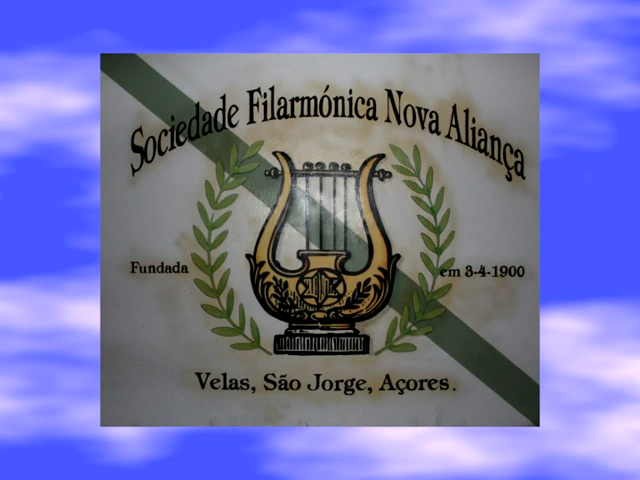 Sociedade Filarmónica Nova Aliança
Fundada em 3-4-1900
Velas, São Jorge, Açores.